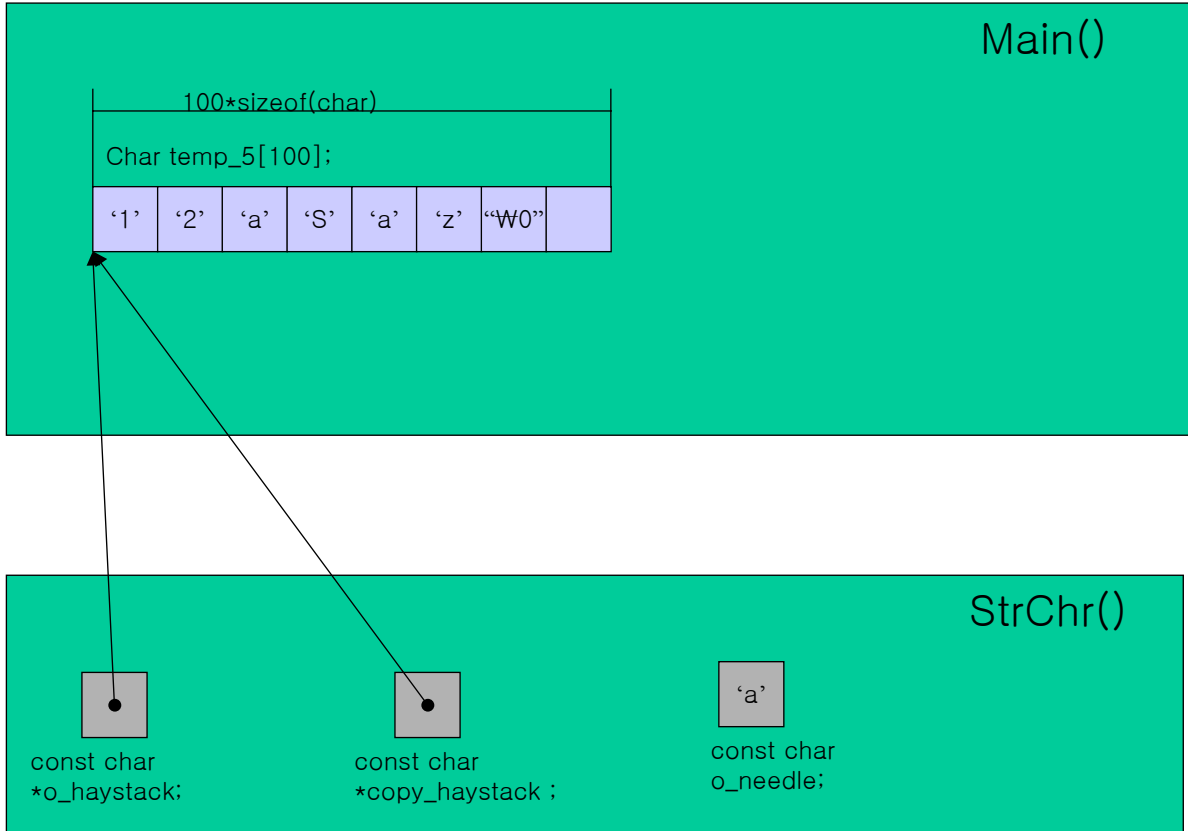 Main()
100*sizeof(char)
Char temp_5[100];
‘1’ ‘2’ ‘a’ ‘S’ ‘a’ ‘z’ “₩0”
StrChr()
‘a’
const char
*o_haystack;
const char
*copy_haystack ;
const char
o_needle;